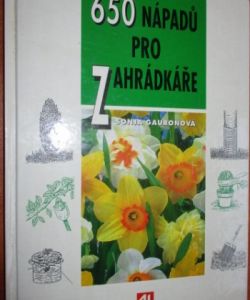 650 NÁPADŮ
PRO
ZAHRÁDKÁŘE
SONIA GAURONOVÁ